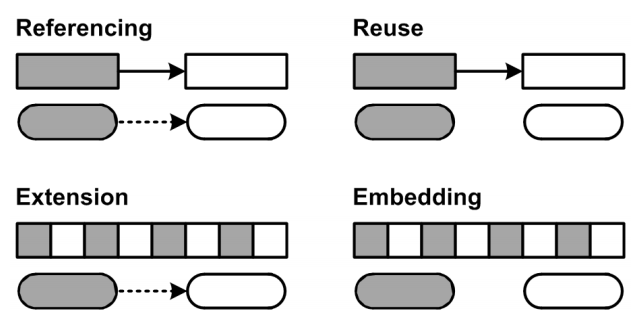 Referencing
Reuse
Extension
Embedding